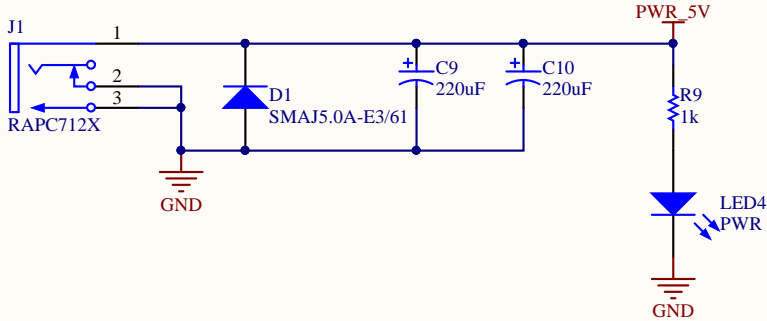 PWR_5V
J1
1
2
3
RAPC712X
D1
SMAJ5.0A-E3/61
C9
220uF
C10
220uF
R9
1k
GND
LED4
PWR
GND